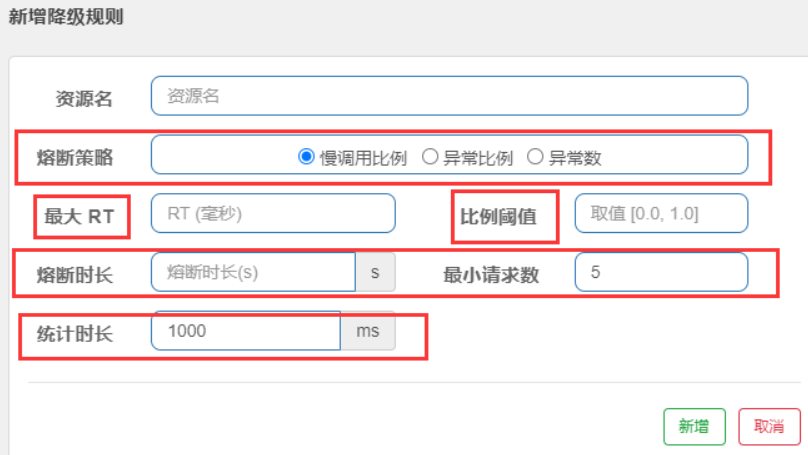 新增降级规则
资源名 资源名
熔断策略 慢调用比例 异常比例 异常数
最大 RT RT (毫秒) 比例阈值 取值 [0.0, 1.0]
熔断时长 熔断时长(s) s 最小请求数 5
统计时长 1000 ms
新增 取消